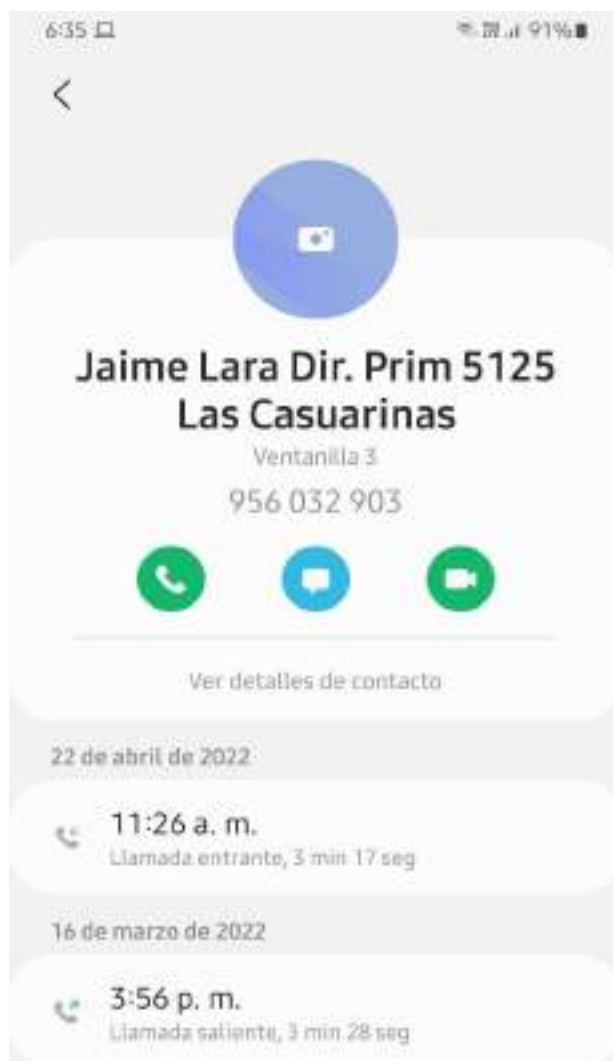 6:35
91%
Jaime Lara Dir. Prim 5125
Las Casuarinas
Ventanilla 3
956 032 903
Ver detalles de contacto
22 de abril de 2022
11:26 a. m.
Llamada entrante, 3 min 17 seg
16 de marzo de 2022
3:56 p. m.
Llamada saliente, 3 min 28 seg